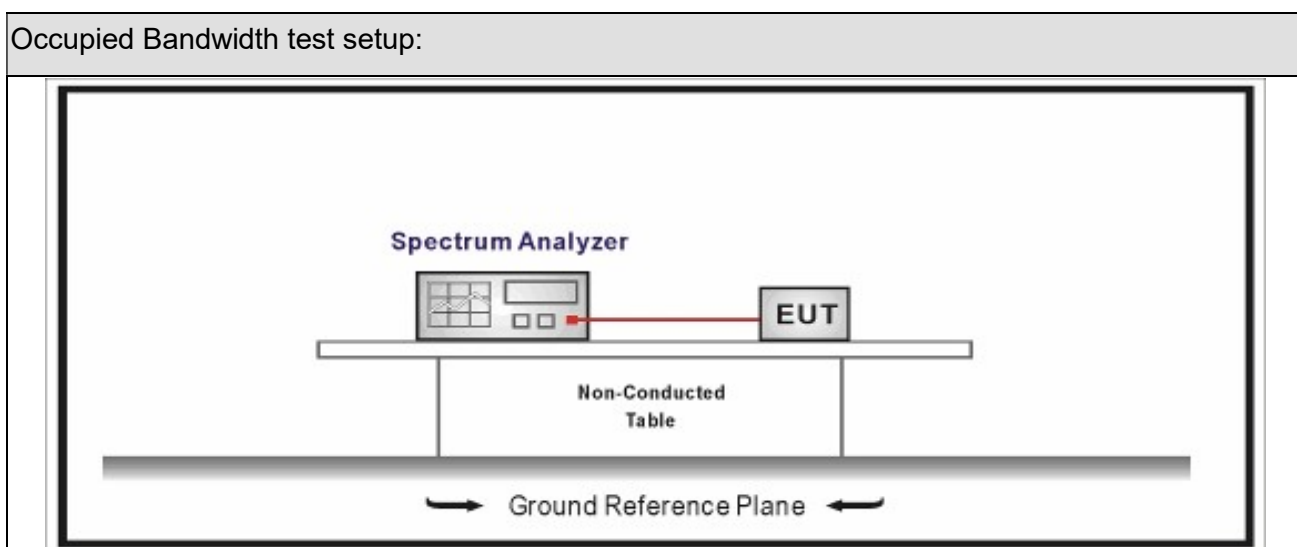 Occupied Bandwidth test setup:
Spectrum Analyzer
EUT
Non-Conducted
Table
Ground Reference Plane